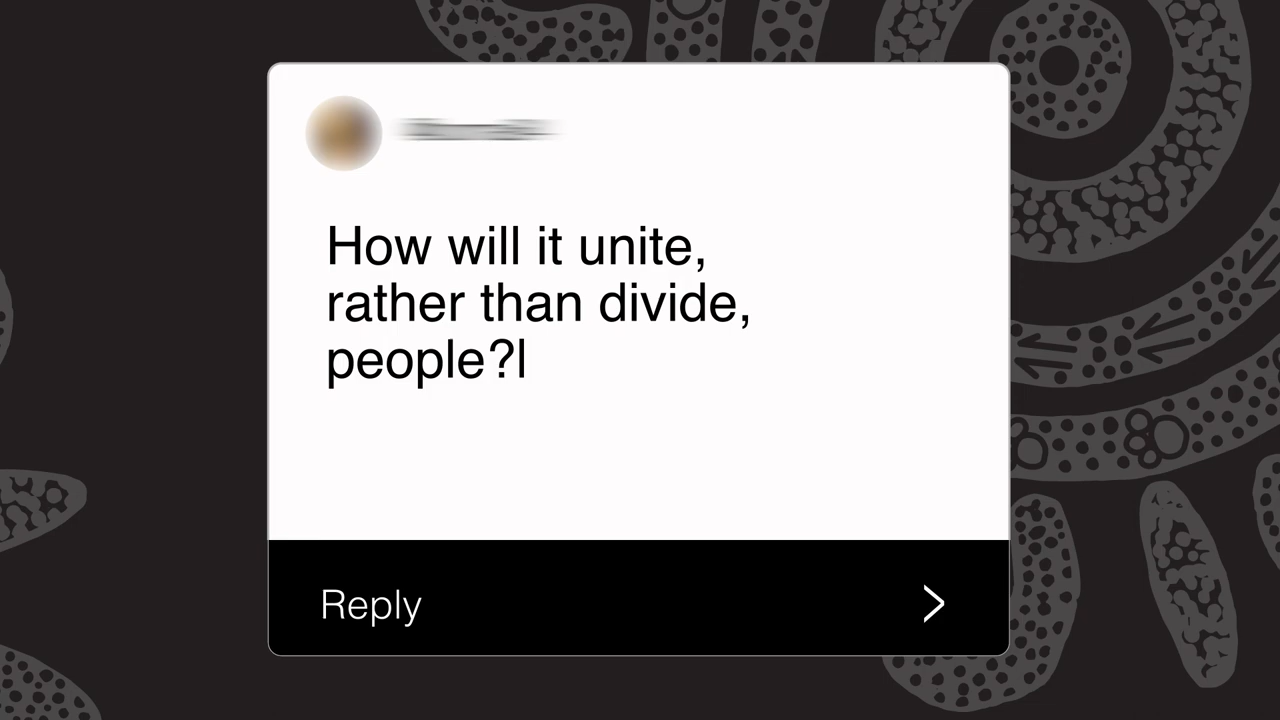 How will it unite,
rather than divide,
people?
Reply